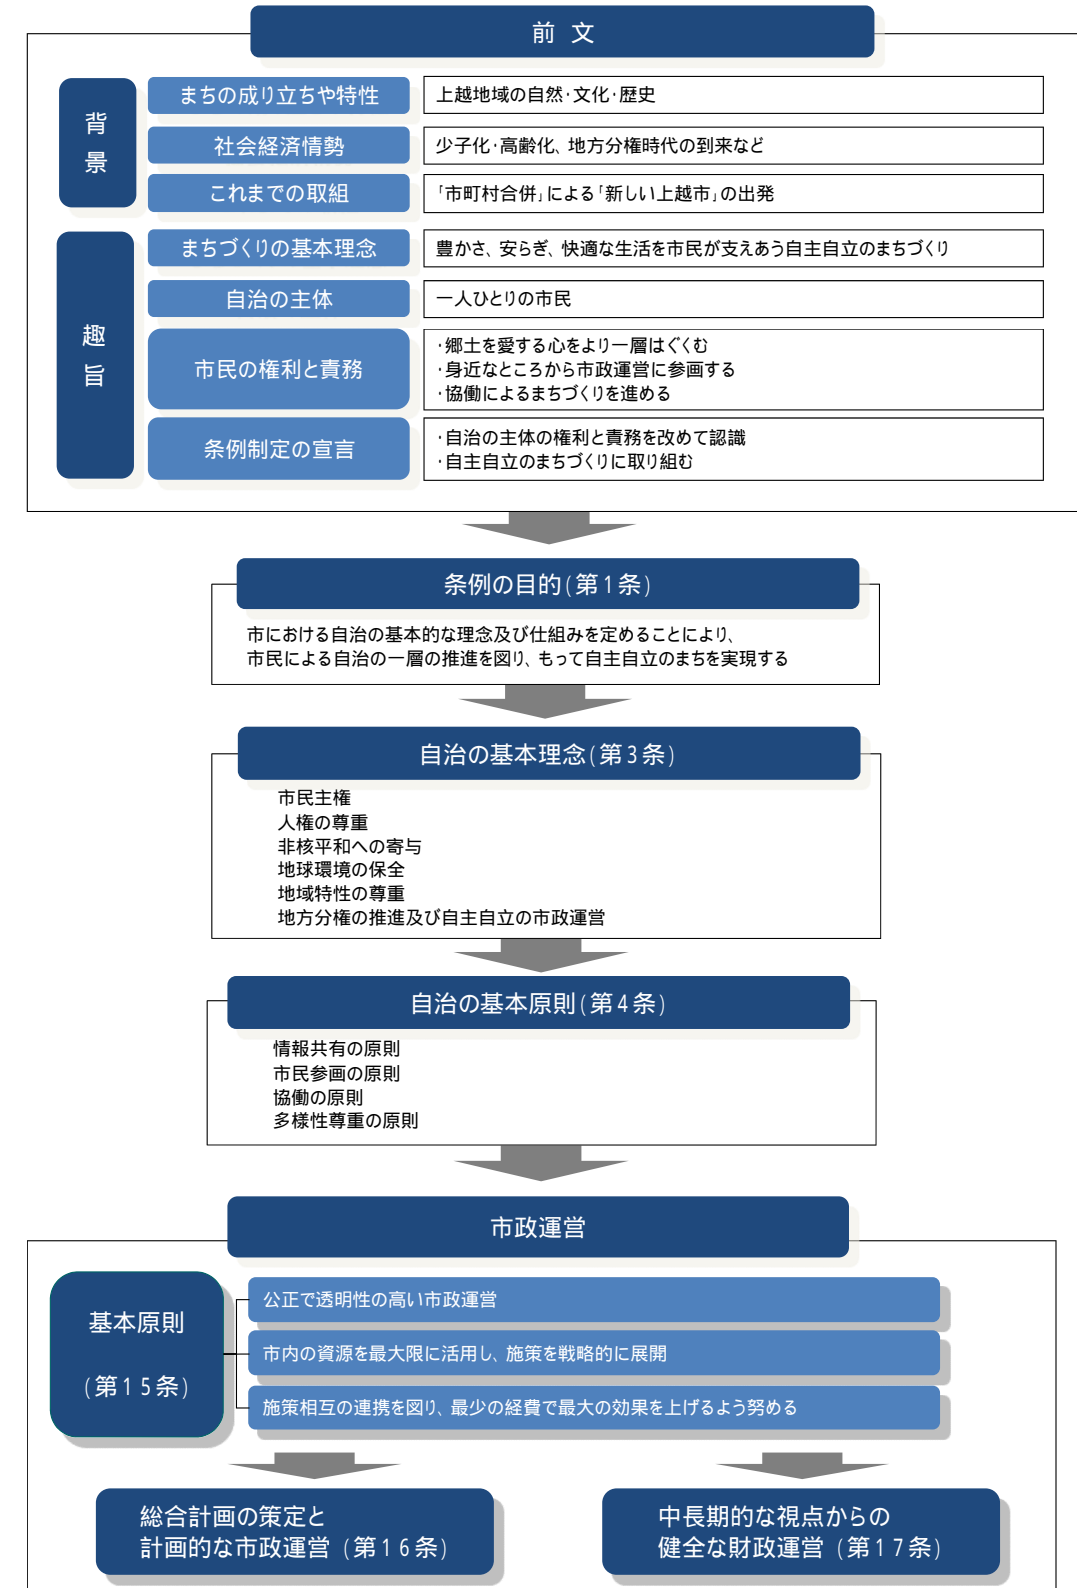 前 文
背景
まちの成り立ちや特性
上越地域の自然・文化・歴史
社会経済情勢
少子化・高齢化、地方分権時代の到来など
これまでの取組
「市町村合併」による「新しい上越市」の出発
趣旨
まちづくりの基本理念
豊かさ、安らぎ、快適な生活を市民が支えあう自主自立のまちづくり
自治の主体
一人ひとりの市民
市民の権利と責務
・郷土を愛する心をより一層はぐくむ
・身近なところから市政運営に参画する
・協働によるまちづくりを進める
条例制定の宣言
・自治の主体の権利と責務を改めて認識
・自主自立のまちづくりに取り組む
条例の目的(第1条)
市における自治の基本的な理念及び仕組みを定めることにより、
市民による自治の一層の推進を図り、もって自主自立のまちを実現する
自治の基本理念(第3条)
市民主権
人権の尊重
非核平和への寄与
地球環境の保全
地域特性の尊重
地方分権の推進及び自主自立の市政運営
自治の基本原則(第4条)
情報共有の原則
市民参画の原則
協働の原則
多様性尊重の原則
市政運営
基本原則
(第15条)
公正で透明性の高い市政運営
市内の資源を最大限に活用し、施策を戦略的に展開
施策相互の連携を図り、最少の経費で最大の効果を上げるよう努める
総合計画の策定と
計画的な市政運営(第16条)
中長期的な視点からの
健全な財政運営(第17条)